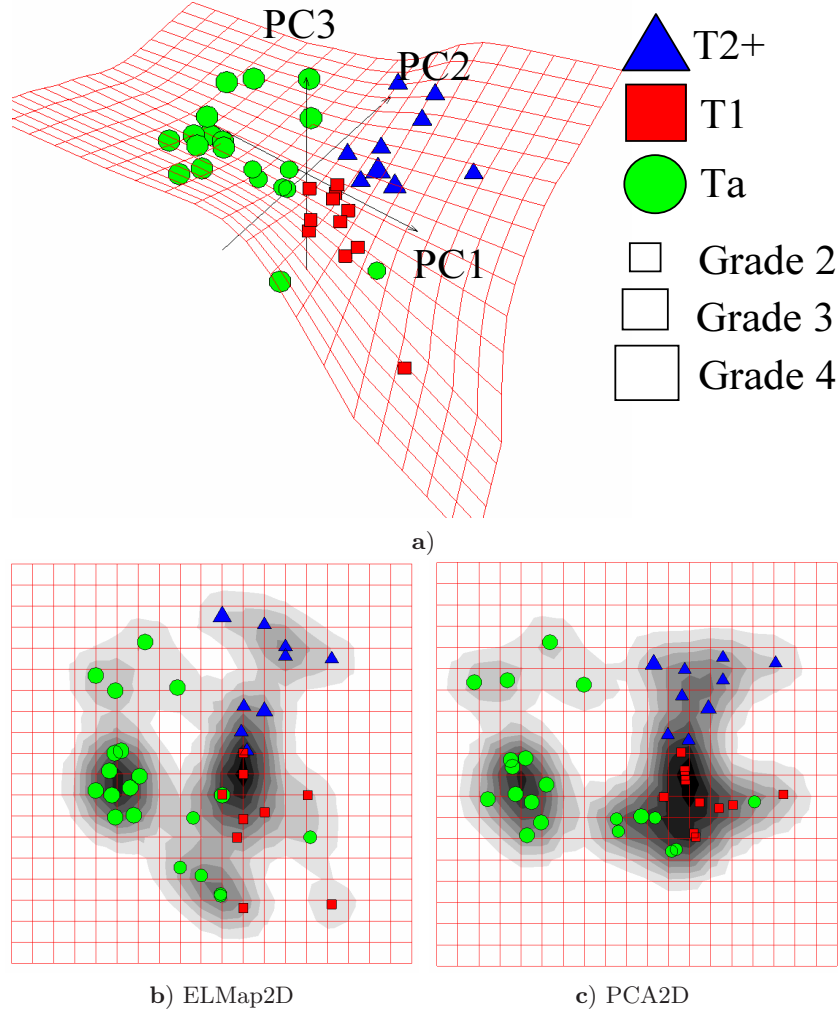 PC3
PC2
PC1
T2+
T1
Ta
Grade 2
Grade 3
Grade 4
a)
b) ELMap2D
c) PCA2D